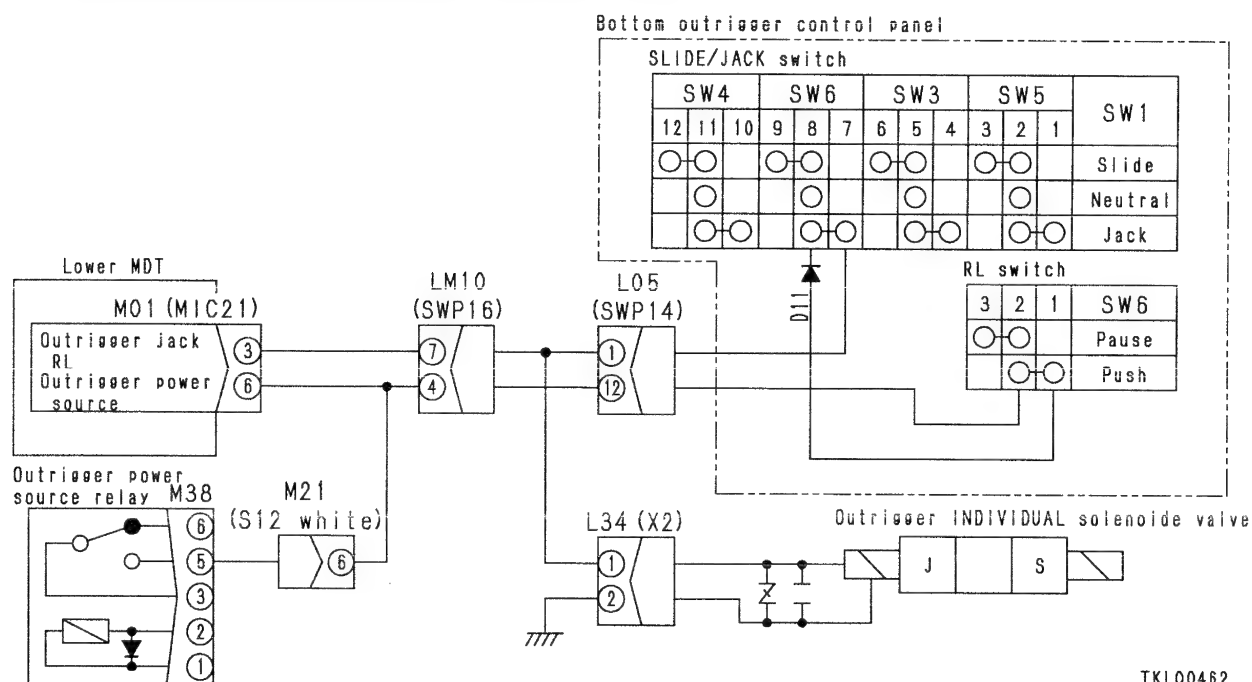 Bottom outrigger control panel
SLIDE/JACK switch
SW4 SW6 SW3 SW5 SW1
12 11 10 9 8 7 6 5 4 3 2 1
Slide
Neutral
Jack
D11
RL switch
3 2 1 SW6
Pause
Push
Lower MDT
M01 (MIC21)
Outrigger jack
RL
Outrigger power
source
3
6
LM10
(SWP16)
7
4
L05
(SWP14)
1
12
Outrigger power
source relay
M38
6
5
3
2
1
M21
(S12 white)
6
L34 (X2)
1
2
Outrigger INDIVIDUAL solenoide valve
J S
TKL00462